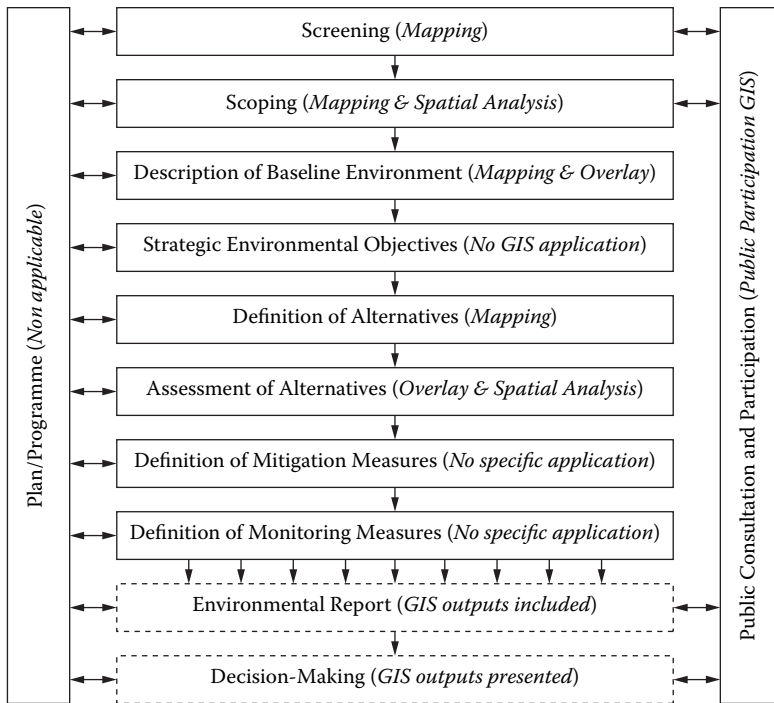 Plan/Programme (Non applicable)
Screening (Mapping)
Scoping (Mapping & Spatial Analysis)
Description of Baseline Environment (Mapping & Overlay)
Strategic Environmental Objectives (No GIS application)
Definition of Alternatives (Mapping)
Assessment of Alternatives (Overlay & Spatial Analysis)
Definition of Mitigation Measures (No specific application)
Definition of Monitoring Measures (No specific application)
Environmental Report (GIS outputs included)
Decision-Making (GIS outputs presented)
Public Consultation and Participation (Public Participation GIS)